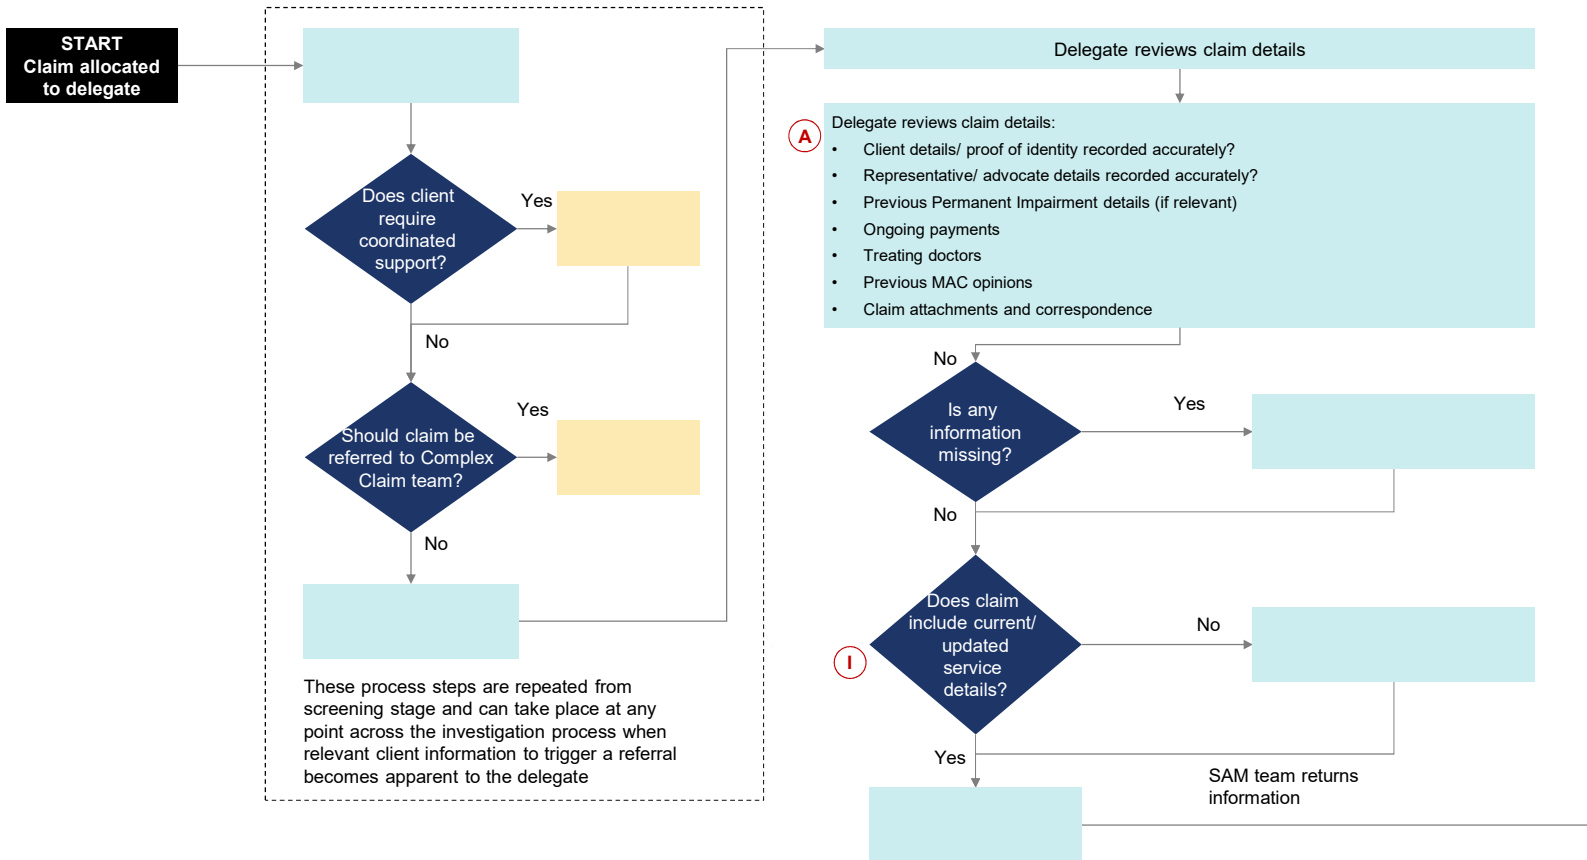 START
Claim allocated
to delegate
Does client
require
coordinated
support?
Yes
No
Should claim be
referred to Complex
Claim team?
Yes
No
These process steps are repeated from
screening stage and can take place at any
point across the investigation process when
relevant client information to trigger a referral
becomes apparent to the delegate
Delegate reviews claim details
A
Delegate reviews claim details:
• Client details/ proof of identity recorded accurately?
• Representative/ advocate details recorded accurately?
• Previous Permanent Impairment details (if relevant)
• Ongoing payments
• Treating doctors
• Previous MAC opinions
• Claim attachments and correspondence
No
Is any
information
missing?
Yes
No
Does claim
include current/
updated
service
details?
I
No
Yes
SAM team returns
information